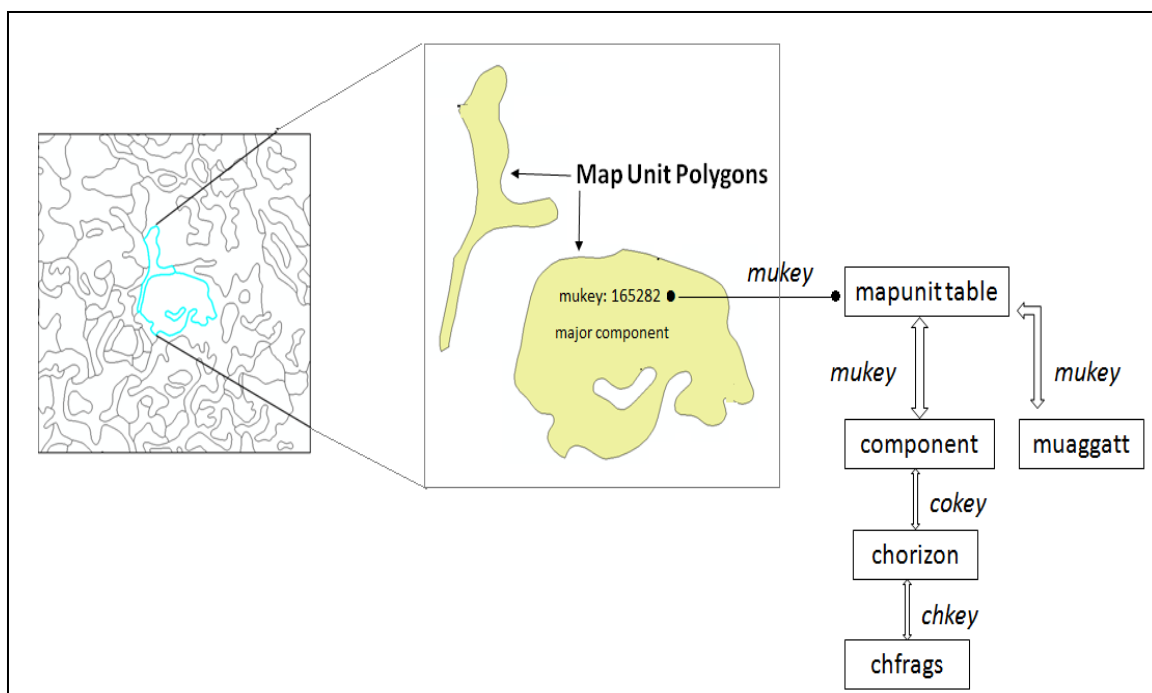 Map Unit Polygons
mukey: 165282
major component
mukey
mapunit table
mukey
mukey
component
muaggatt
cokey
chorizon
chkey
chfrags